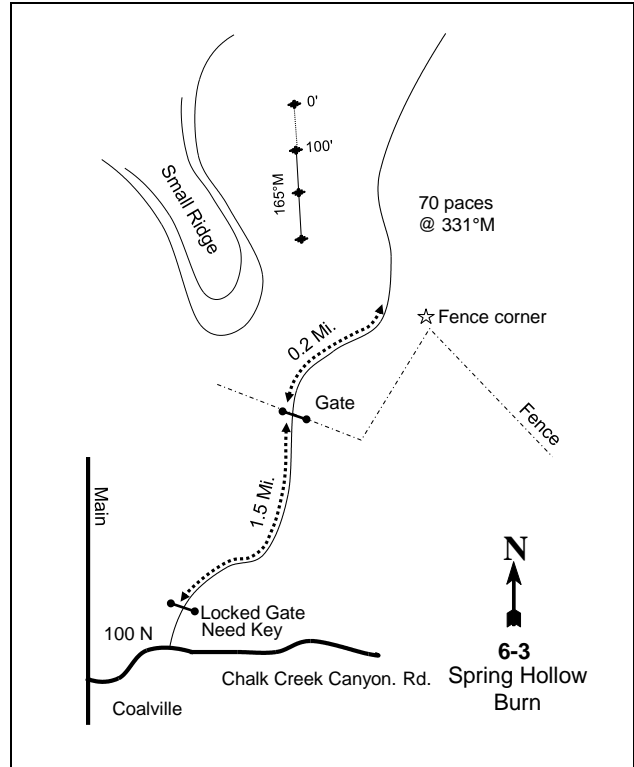 0'
100'
165°M
Small Ridge
70 paces
@ 331°M
0.2 Mi.
Fence corner
Gate
Fence
1.5 Mi.
Main
N
Locked Gate
Need Key
100 N
Chalk Creek Canyon. Rd.
Coalville
6-3
Spring Hollow
Burn